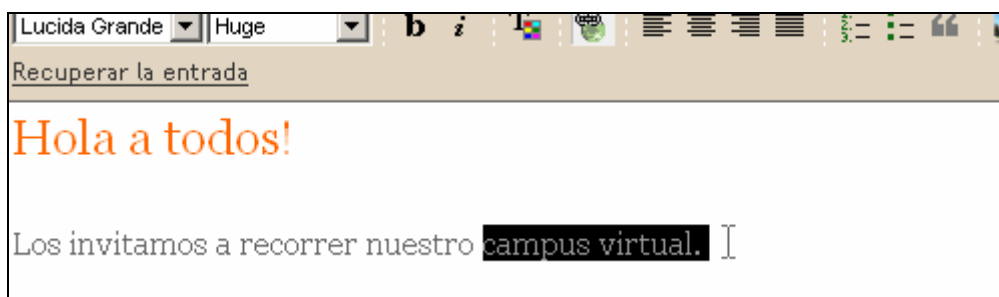 Lucida Grande Huge b i T
Recuperar la entrada
Hola a todos!
Los invitamos a recorrer nuestro campus virtual.